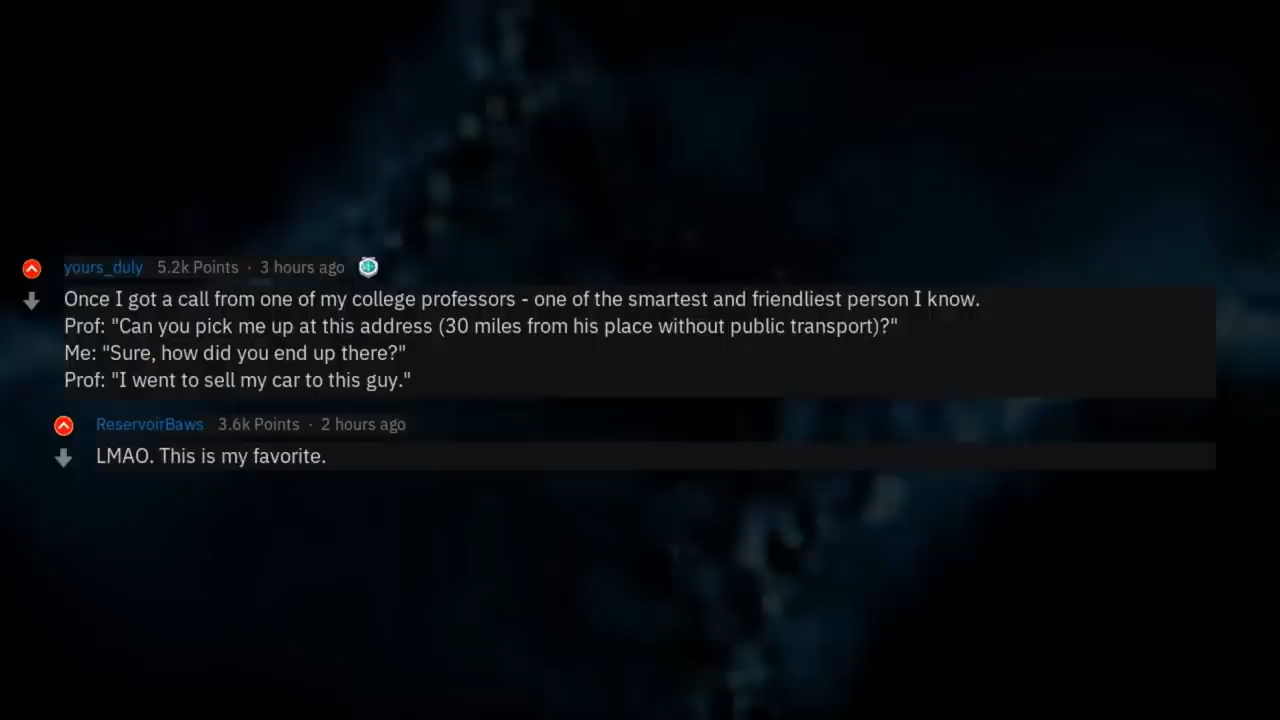 yours_duly 5.2k Points · 3 hours ago
Once I got a call from one of my college professors - one of the smartest and friendliest person I know.
Prof: "Can you pick me up at this address (30 miles from his place without public transport)?"
Me: "Sure, how did you end up there?"
Prof: "I went to sell my car to this guy."
ReservoirBaws 3.6k Points · 2 hours ago
LMAO. This is my favorite.